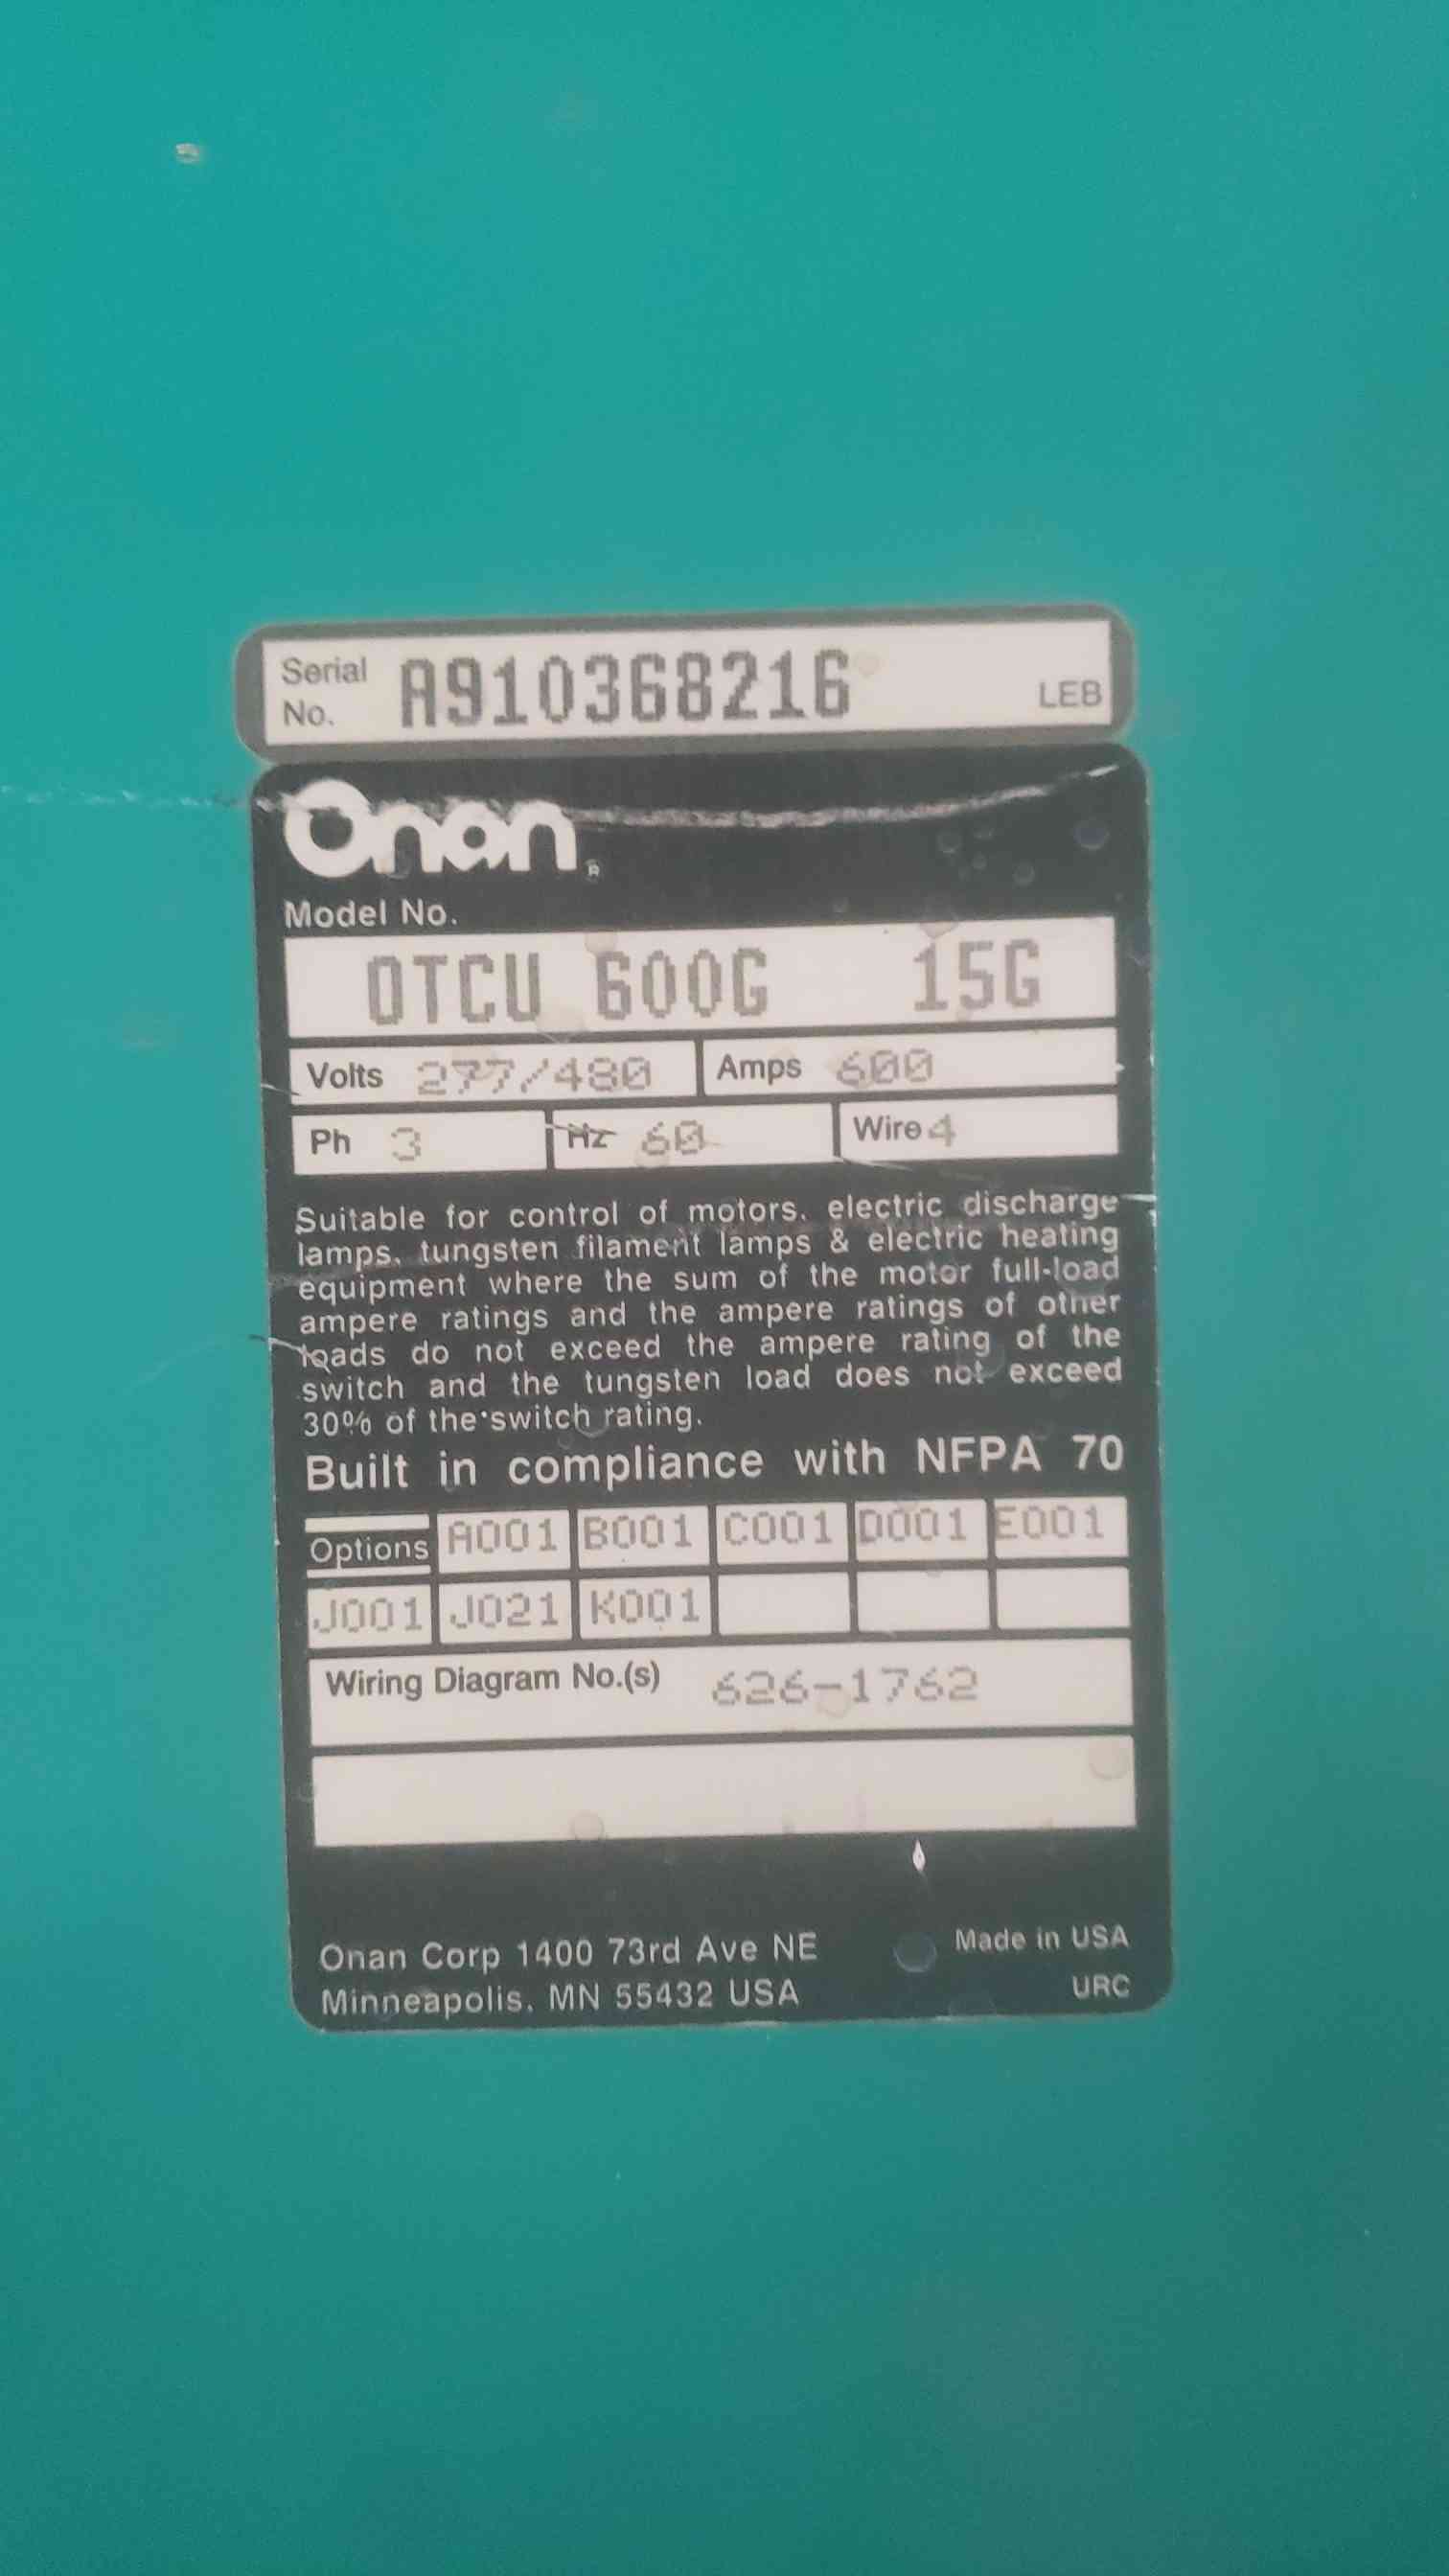 Serial No. A910368216 LEB
Onan®
Model No.
OTCU 600G 15G
Volts 277/480 Amps 600
Ph 3 Hz 60 Wire 4
Suitable for control of motors, electric discharge
lamps, tungsten filament lamps & electric heating
equipment where the sum of the motor full-load
ampere ratings and the ampere ratings of other
loads do not exceed the ampere rating of the
switch and the tungsten load does not exceed
30% of the switch rating.
Built in compliance with NFPA 70
Options A001 B001 C001 D001 E001
J001 J021 K001
Wiring Diagram No.(s) 626-1762
Onan Corp 1400 73rd Ave NE Made in USA
Minneapolis, MN 55432 USA URC